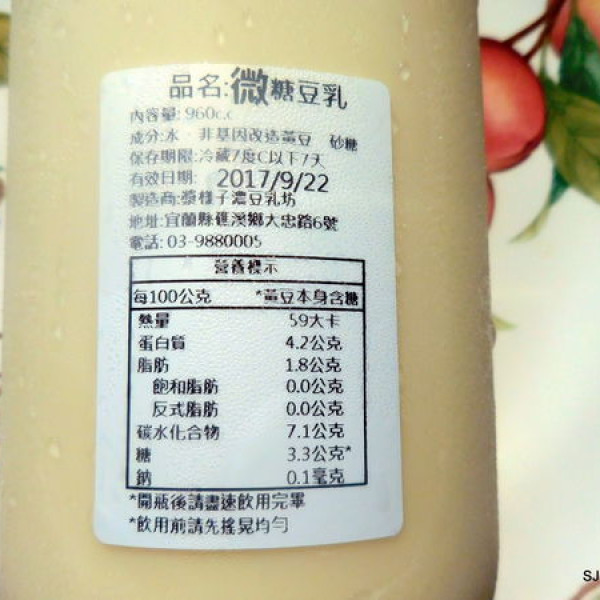 品名:微糖豆乳
內容量: 960c.c
成分:水、非基因改造黃豆 砂糖
保存期限:冷藏7度C以下7天
有效日期: 2017/9/22
製造商:漿樣子濃豆乳坊
地址:宜蘭縣礁溪鄉大忠路6號
電話: 03-9880005
營養標示
每100公克 *黃豆本身含糖
熱量 59大卡
蛋白質 4.2公克
脂肪 1.8公克
飽和脂肪 0.0公克
反式脂肪 0.0公克
碳水化合物 7.1公克
糖 3.3公克*
鈉 0.1毫克
*開瓶後請盡速飲用完畢
*飲用前請先搖晃均勻
SJ